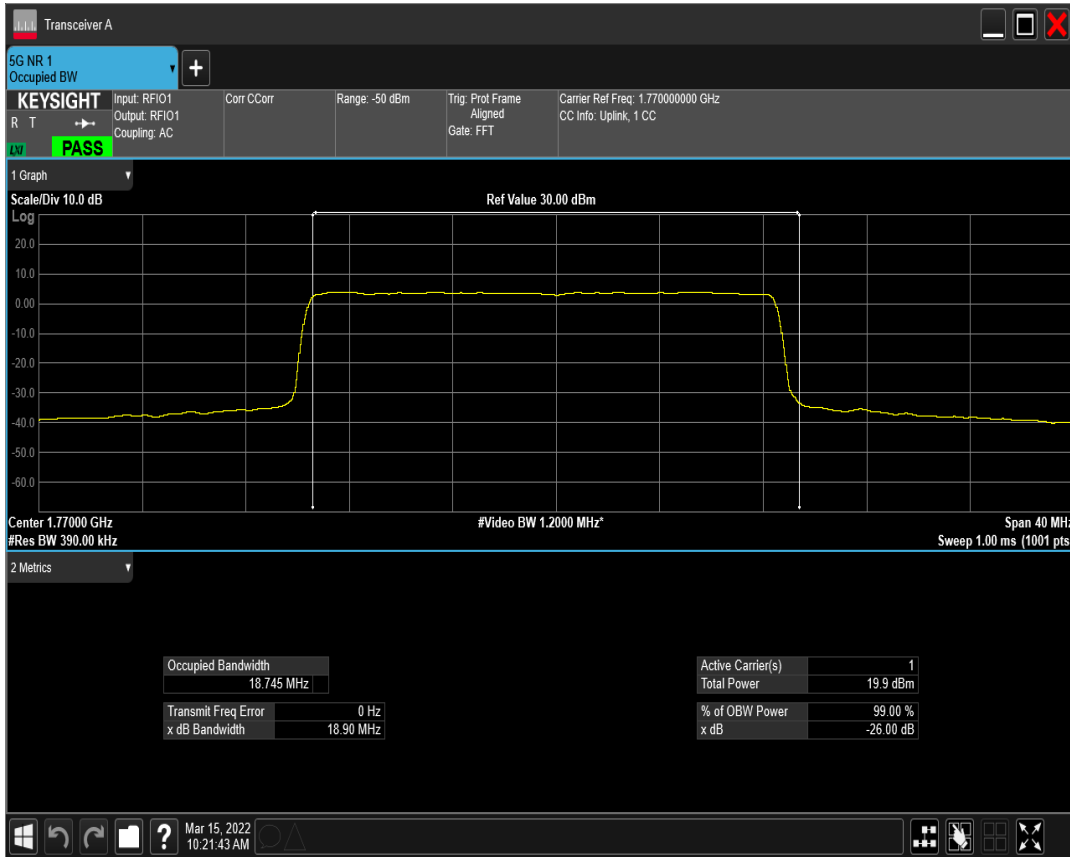 Transceiver A
5G NR 1
Occupied BW
+
KEYSIGHT
R T
LXI
PASS
Input: RFIO1
Output: RFIO1
Coupling: AC
Corr CCorr
Range: -50 dBm
Trig: Prot Frame
Aligned
Gate: FFT
Carrier Ref Freq: 1.770000000 GHz
CC Info: Uplink, 1 CC
1 Graph
Scale/Div 10.0 dB
Ref Value 30.00 dBm
Log
20.0
10.0
0.00
-10.0
-20.0
-30.0
-40.0
-50.0
-60.0
Center 1.77000 GHz
#Video BW 1.2000 MHz*
Span 40 MHz
#Res BW 390.00 kHz
Sweep 1.00 ms (1001 pts
2 Metrics
Occupied Bandwidth
18.745 MHz
Transmit Freq Error 0 Hz
x dB Bandwidth 18.90 MHz
Active Carrier(s) 1
Total Power 19.9 dBm
% of OBW Power 99.00 %
x dB -26.00 dB
?
Mar 15, 2022
10:21:43 AM